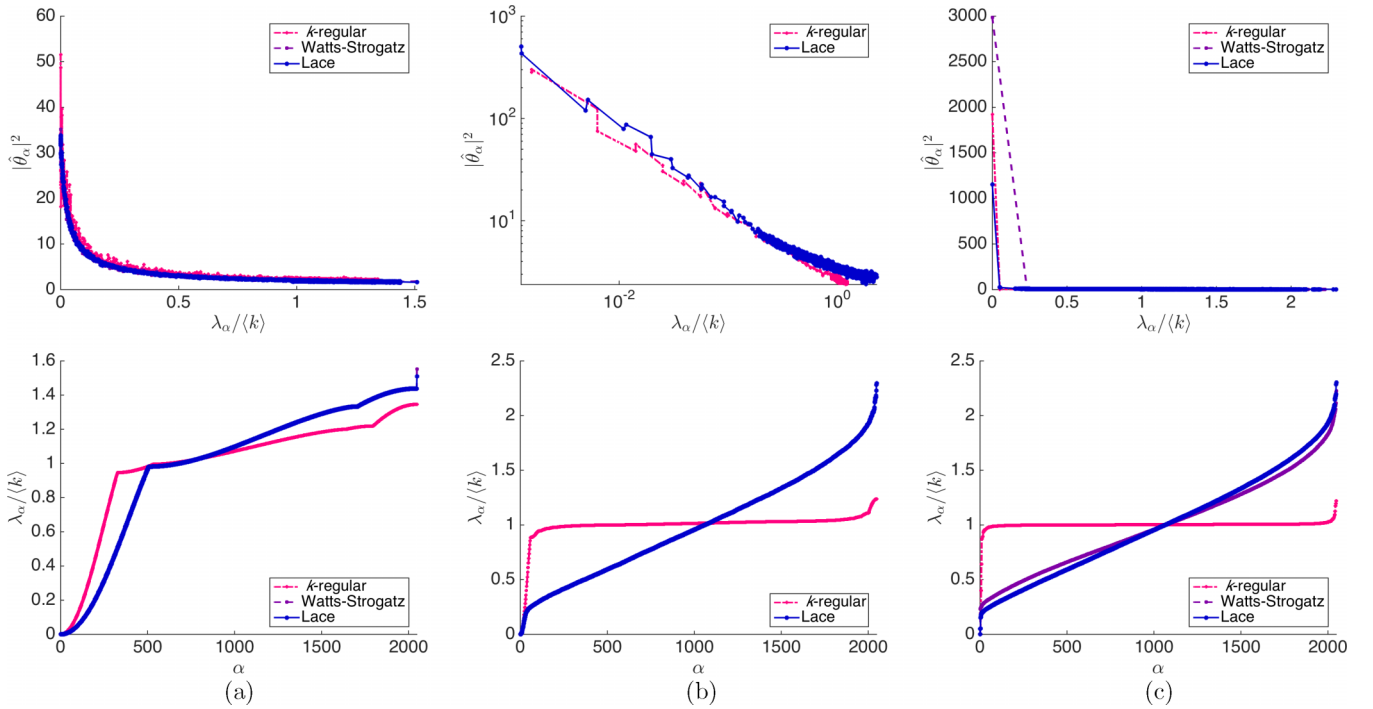 60
50
40
30
20
10
0
|θ̂α|²
0 0.5 1 1.5
λα/⟨k⟩
k-regular
Watts-Strogatz
Lace
10³
10²
10¹
|θ̂α|²
10⁻² 10⁰
λα/⟨k⟩
k-regular
Lace
3000
2500
2000
1500
1000
500
0
|θ̂α|²
0 0.5 1 1.5 2
λα/⟨k⟩
k-regular
Watts-Strogatz
Lace
1.6
1.4
1.2
1
0.8
0.6
0.4
0.2
0
λα/⟨k⟩
0 500 1000 1500 2000
α
k-regular
Watts-Strogatz
Lace
(a)
2.5
2
1.5
1
0.5
0
λα/⟨k⟩
0 500 1000 1500 2000
α
k-regular
Lace
(b)
2.5
2
1.5
1
0.5
0
λα/⟨k⟩
0 500 1000 1500 2000
α
k-regular
Watts-Strogatz
Lace
(c)